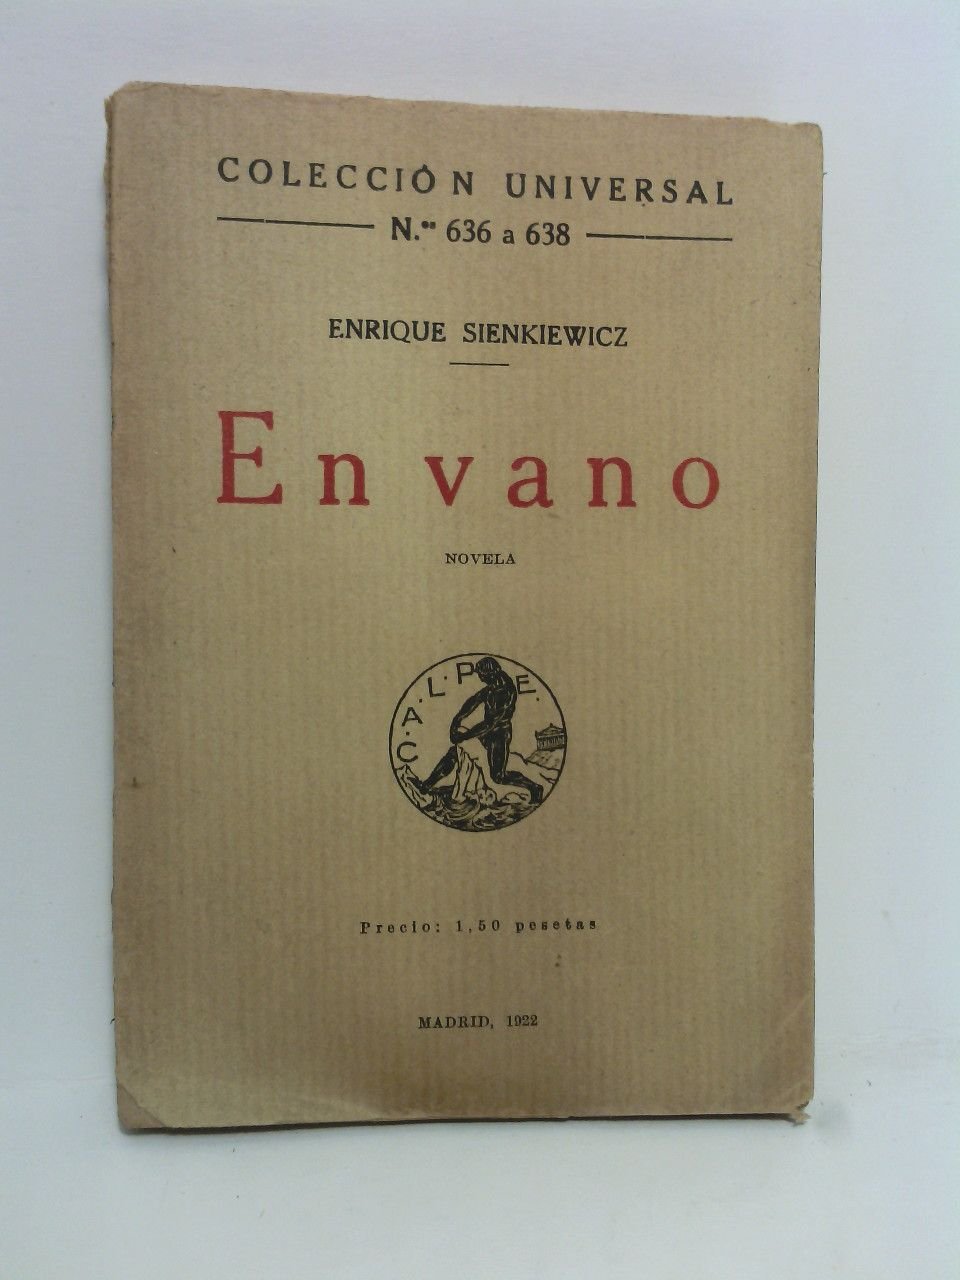 COLECCIÓN UNIVERSAL
N.os 636 a 638
ENRIQUE SIENKIEWICZ
En vano
NOVELA
C·A·L·P·E·
Precio: 1,50 pesetas
MADRID, 1922